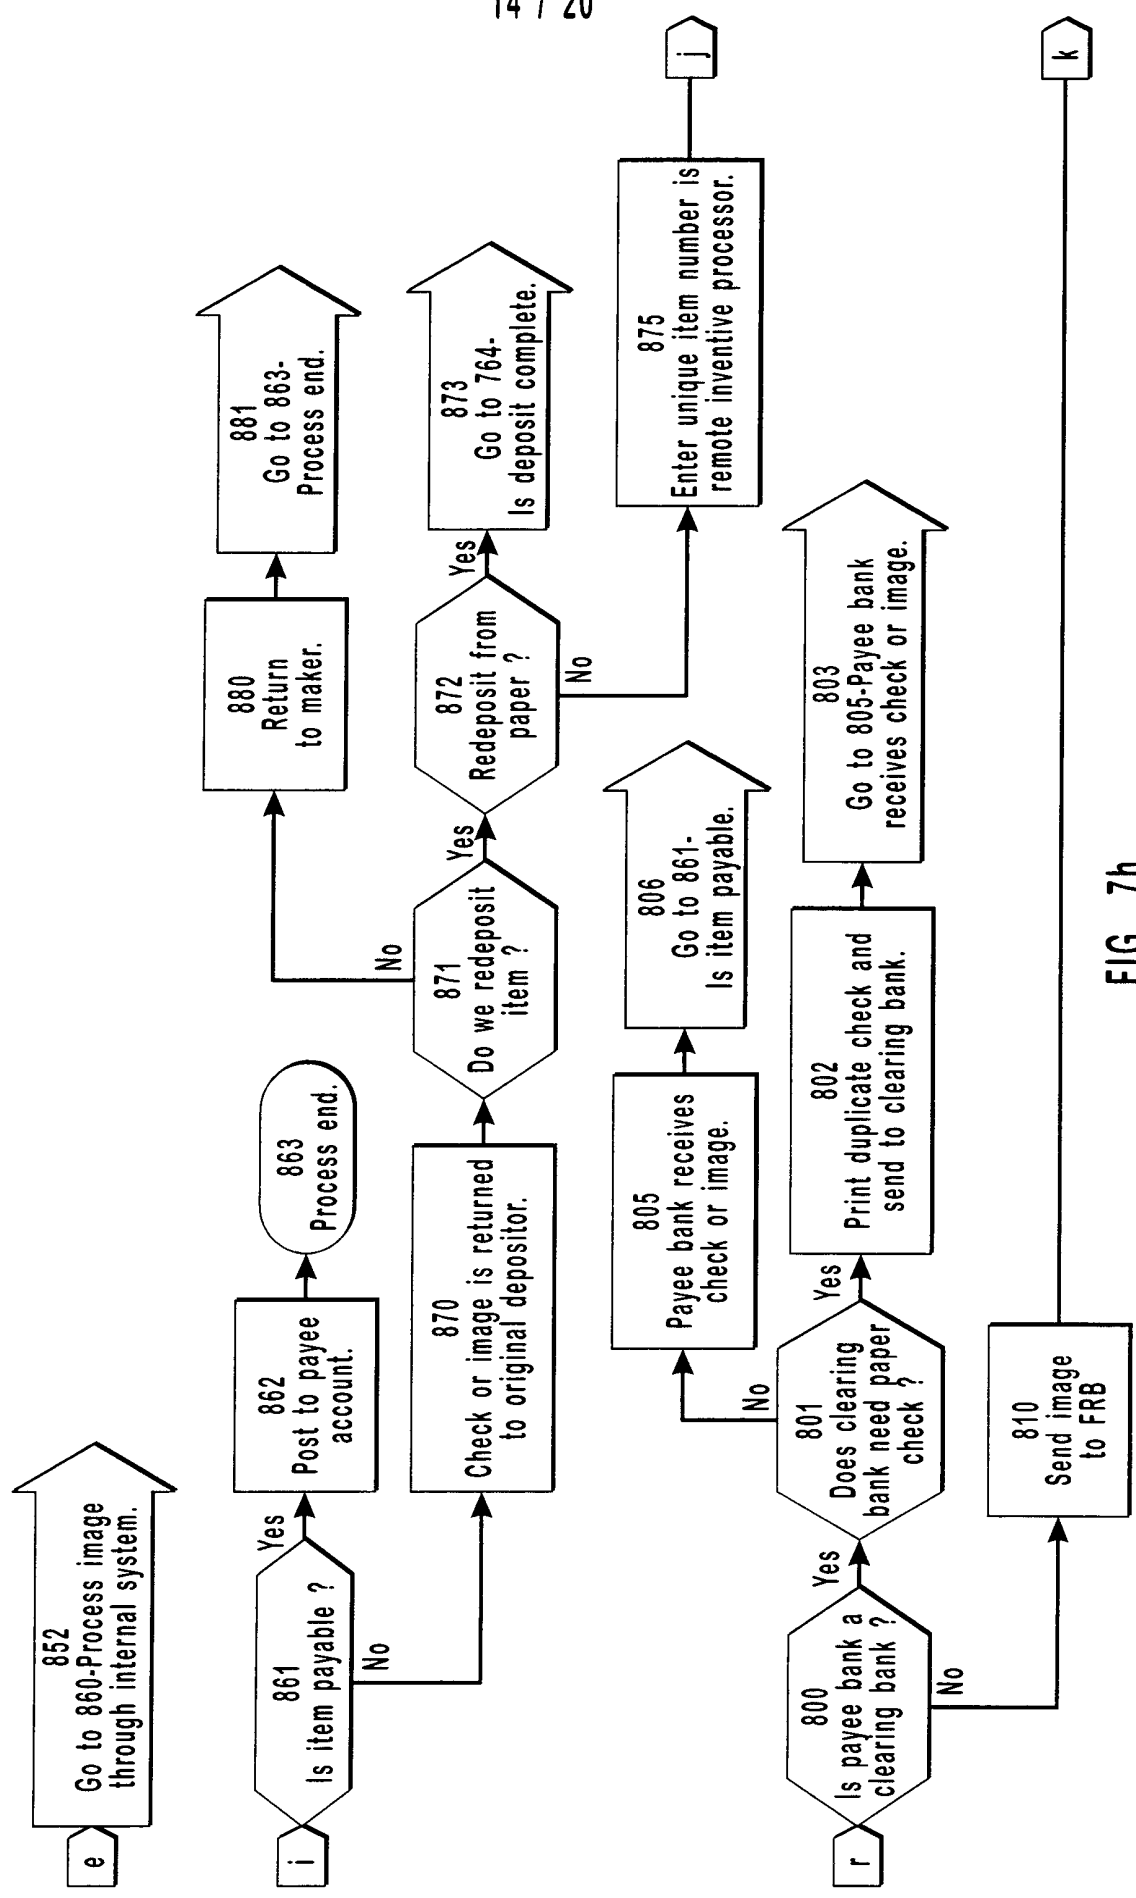 14 / 20
e
852
Go to 860-Process image
through internal system.
i
861
Is item payable ?
Yes
No
862
Post to payee
account.
863
Process end.
870
Check or image is returned
to original depositor.
871
Do we redeposit
item ?
No
Yes
880
Return
to maker.
881
Go to 863-
Process end.
872
Redeposit from
paper ?
Yes
No
873
Go to 764-
Is deposit complete.
875
Enter unique item number is
remote inventive processor.
j
r
800
Is payee bank a
clearing bank ?
Yes
No
801
Does clearing
bank need paper
check ?
No
Yes
805
Payee bank receives
check or image.
806
Go to 861-
Is item payable.
802
Print duplicate check and
send to clearing bank.
803
Go to 805-Payee bank
receives check or image.
810
Send image
to FRB
k
FIG. 7h